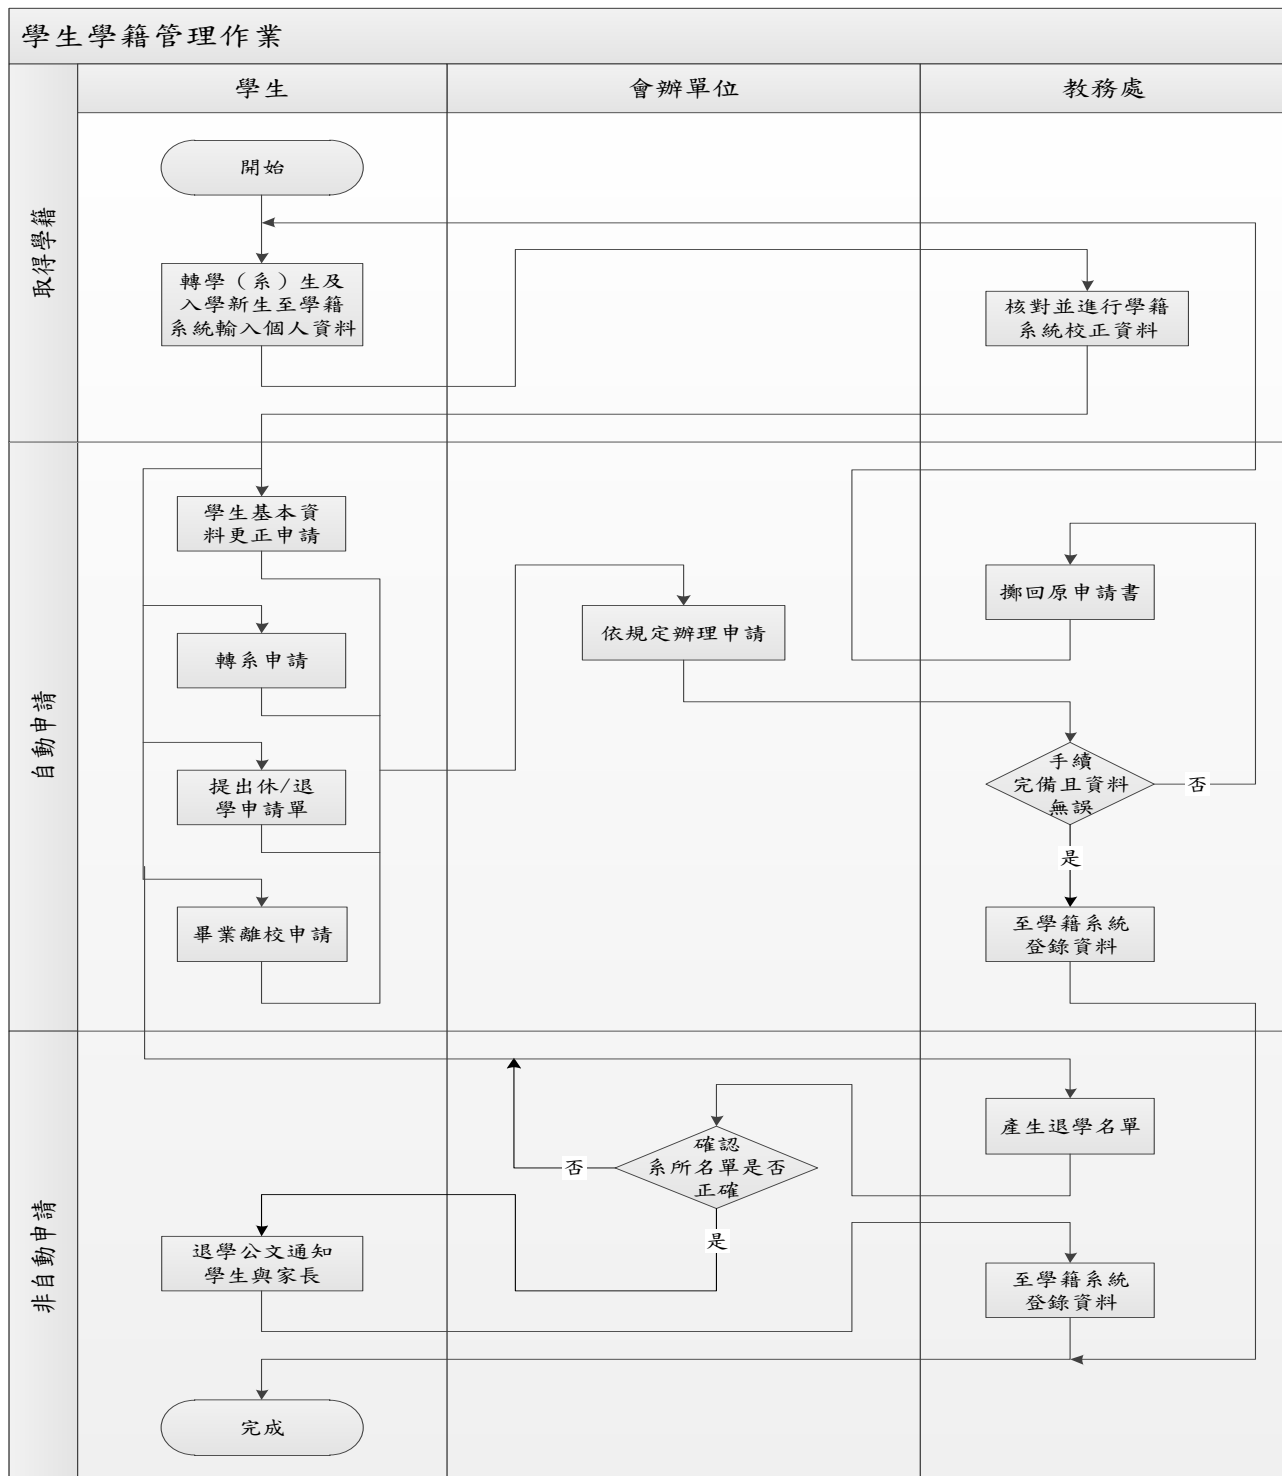 學生學籍管理作業
學生
會辦單位
教務處
取得學籍
開始
轉學（系）生及
入學新生至學籍
系統輸入個人資料
核對並進行學籍
系統校正資料
自動申請
學生基本資
料更正申請
擲回原申請書
依規定辦理申請
轉系申請
手續
完備且資料
無誤
否
提出休/退
學申請單
是
畢業離校申請
至學籍系統
登錄資料
非自動申請
產生退學名單
確認
系所名單是否
正確
否
是
退學公文通知
學生與家長
至學籍系統
登錄資料
完成